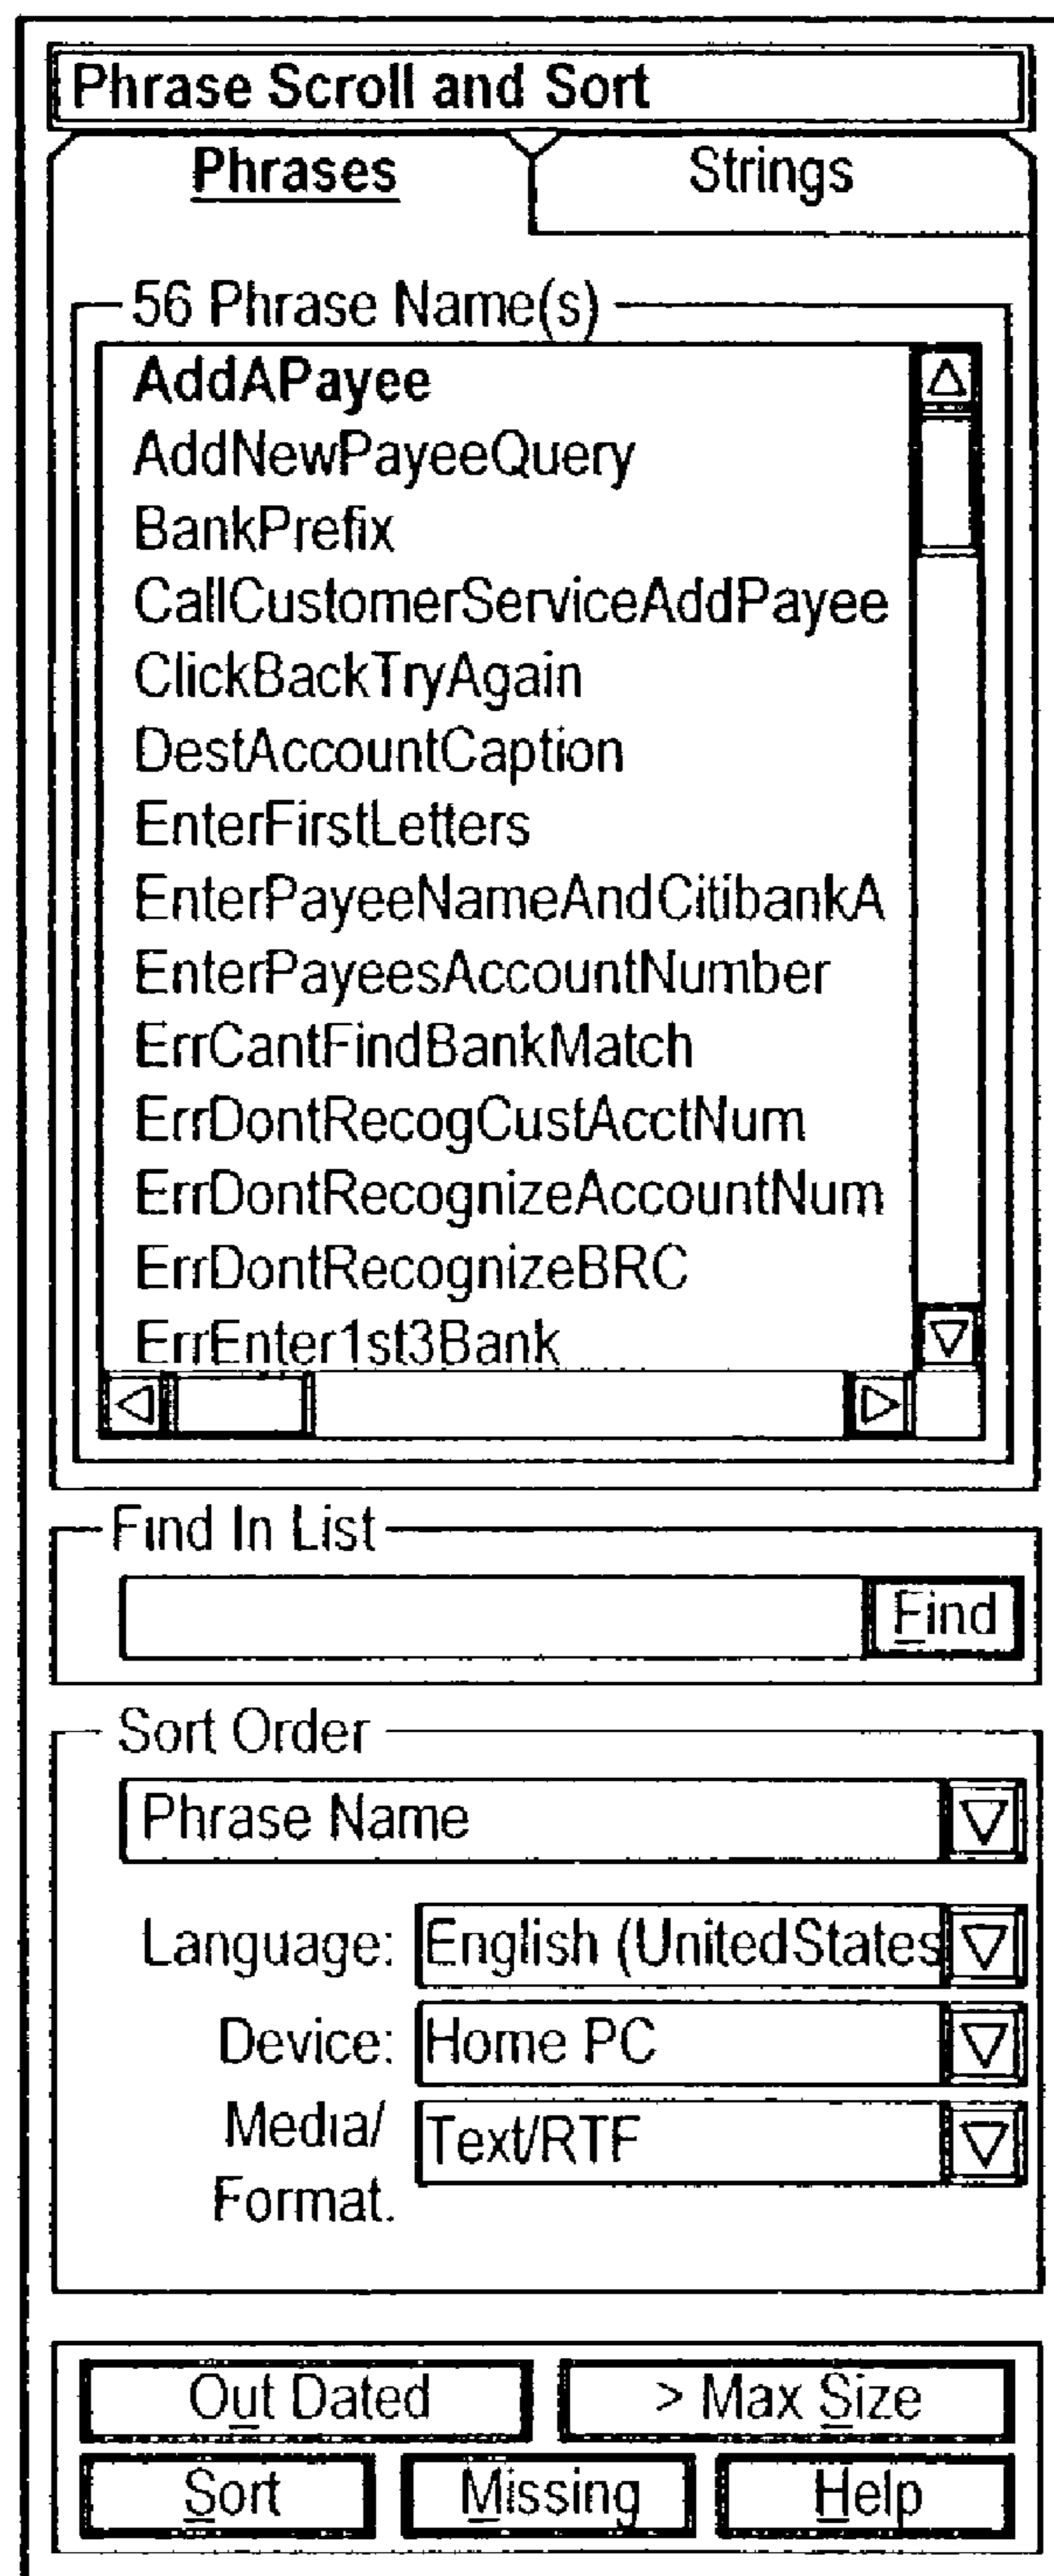 Phrase Scroll and Sort
Phrases Strings
56 Phrase Name(s)
AddAPayee
AddNewPayeeQuery
BankPrefix
CallCustomerServiceAddPayee
ClickBackTryAgain
DestAccountCaption
EnterFirstLetters
EnterPayeeNameAndCitibankA
EnterPayeesAccountNumber
ErrCantFindBankMatch
ErrDontRecogCustAcctNum
ErrDontRecognizeAccountNum
ErrDontRecognizeBRC
ErrEnter1st3Bank
Find In List
Find
Sort Order
Phrase Name
Language: English (UnitedStates
Device: Home PC
Media/ Text/RTF
Format.
Out Dated > Max Size
Sort Missing Help